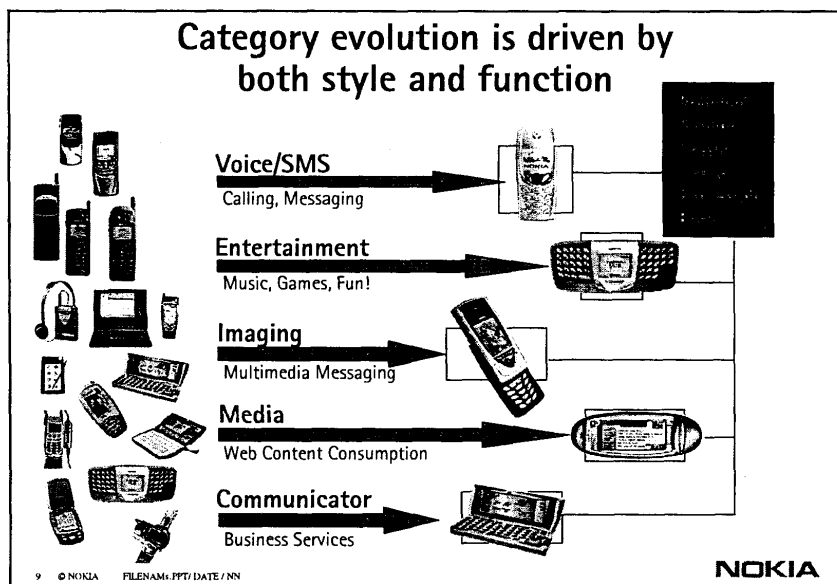 Category evolution is driven by
both style and function
Voice/SMS
Calling, Messaging
NOKIA
Entertainment
Music, Games, Fun!
Imaging
Multimedia Messaging
Media
Web Content Consumption
Communicator
Business Services
9 © NOKIA FILENAMs.PPT/ DATE / NN
NOKIA